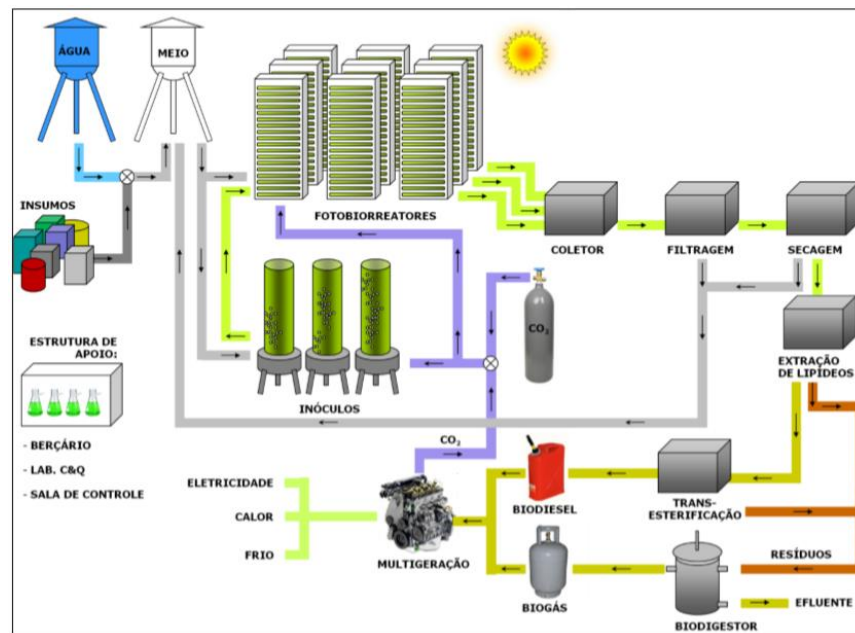 ÁGUA
MEIO
INSUMOS
FOTOBIORREATORES
COLETOR
FILTRAGEM
SECAGEM
CO₂
EXTRAÇÃO
DE LIPÍDEOS
ESTRUTURA DE
APOIO:
INÓCULOS
- BERÇÁRIO
- LAB. C&Q
- SALA DE CONTROLE
CO₂
ELETRICIDADE
CALOR
FRIO
MULTIGERAÇÃO
BIODIESEL
TRANS-
ESTERIFICAÇÃO
BIOGÁS
RESÍDUOS
EFLUENTE
BIODIGESTOR